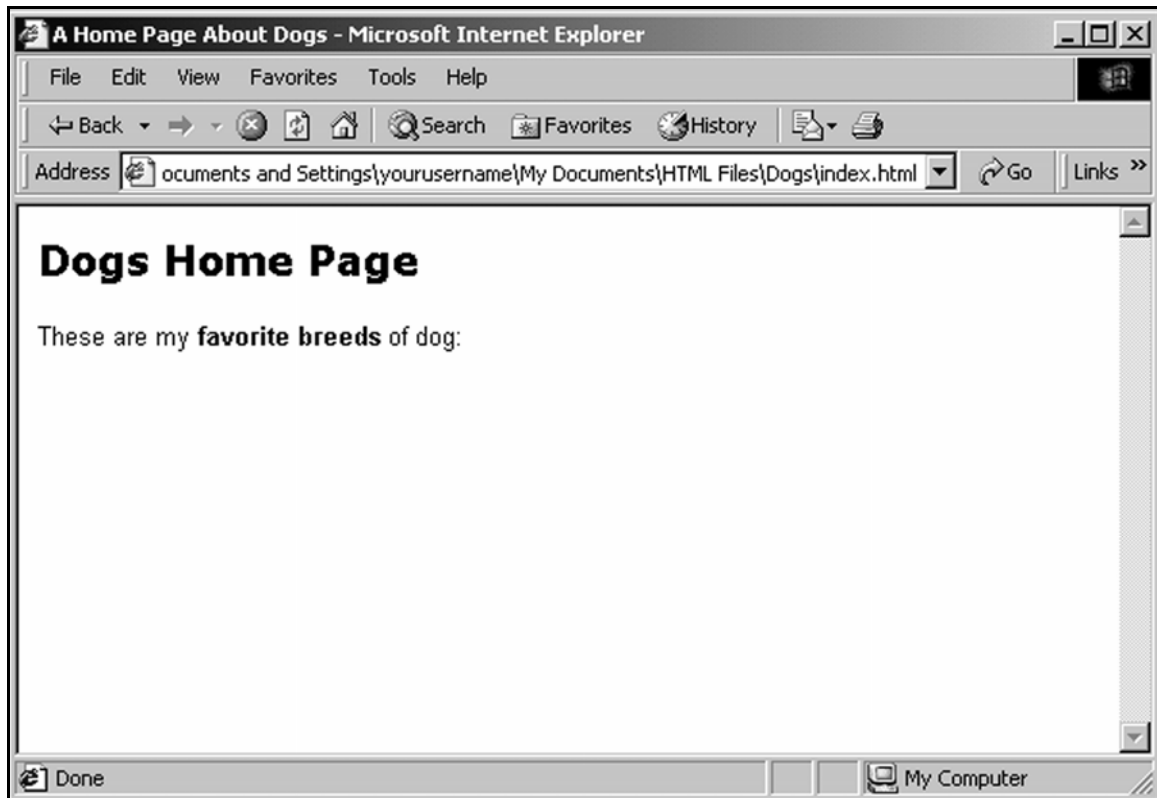 A Home Page About Dogs - Microsoft Internet Explorer
File Edit View Favorites Tools Help
Back Search Favorites History
Address ocuments and Settings\yourusername\My Documents\HTML Files\Dogs\index.html Go Links »
Dogs Home Page
These are my favorite breeds of dog:
Done My Computer